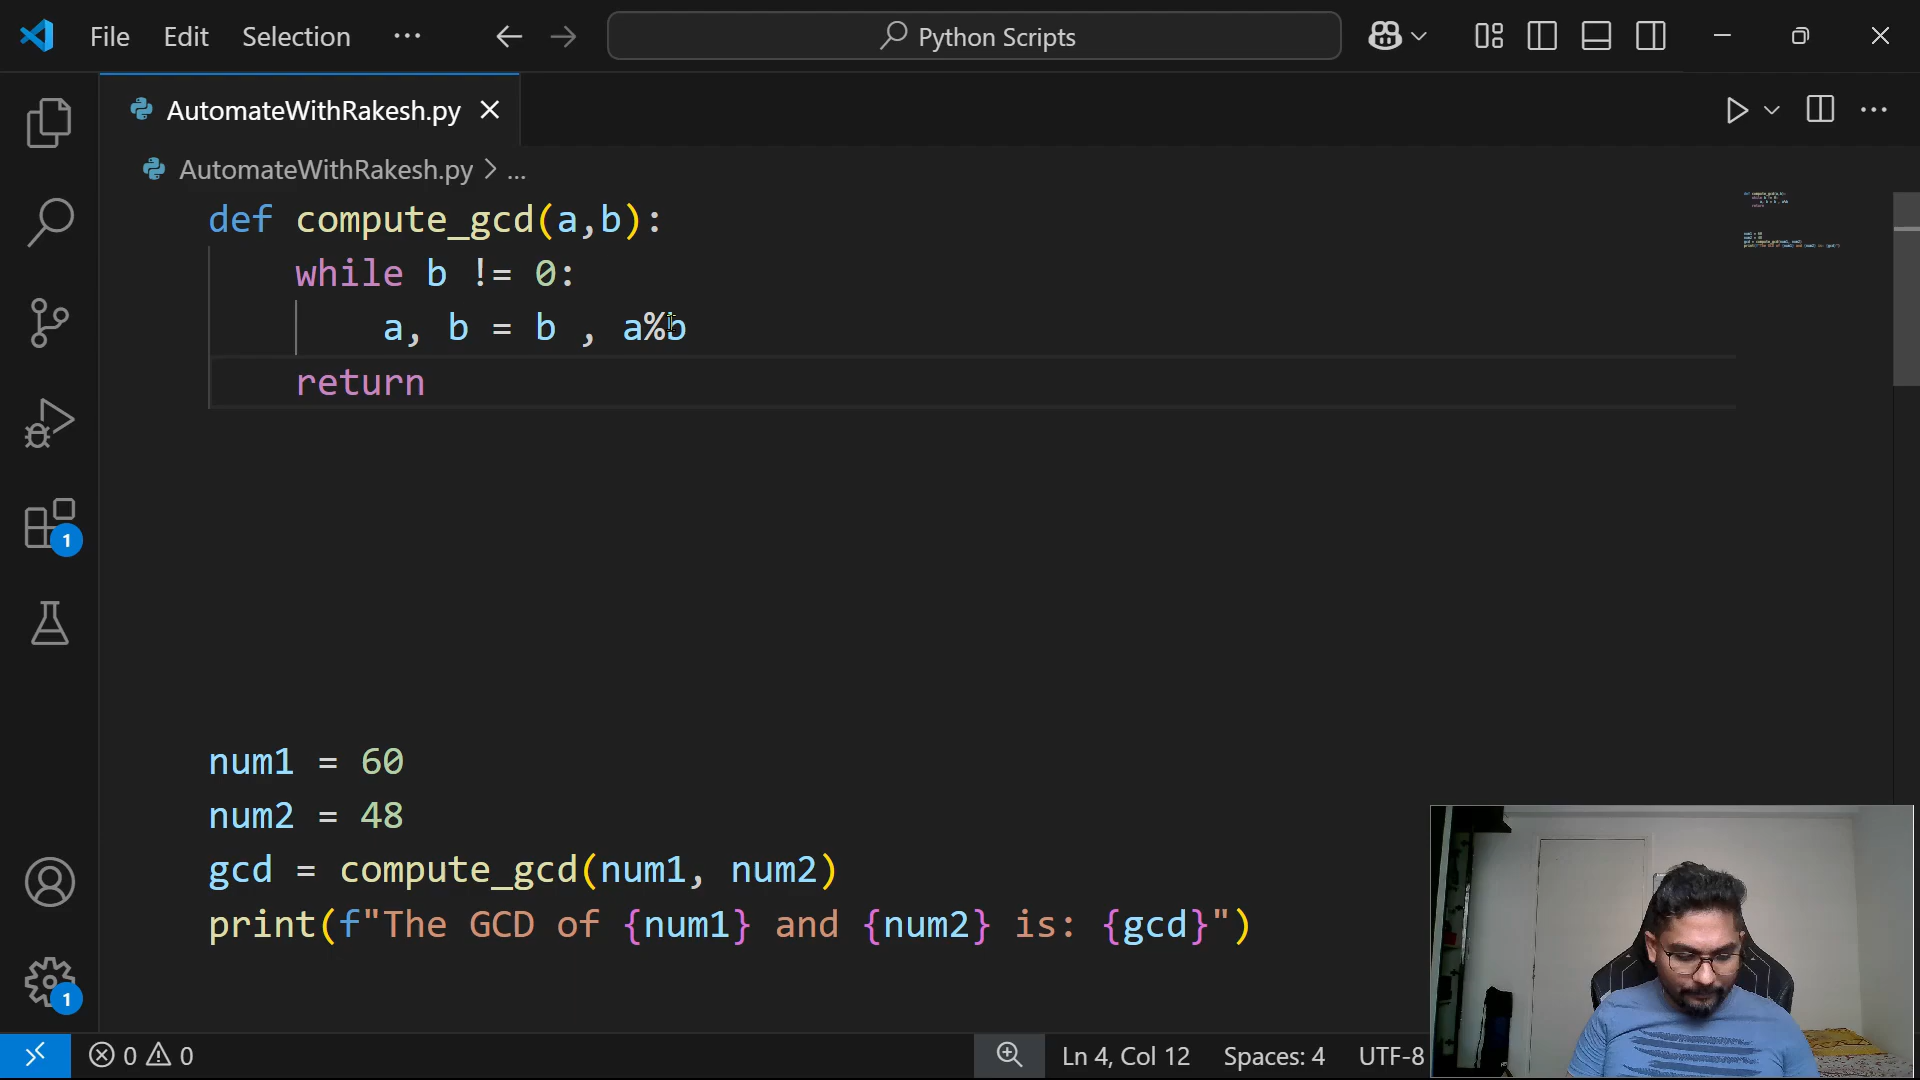 File Edit Selection ··· Python Scripts
AutomateWithRakesh.py
AutomateWithRakesh.py > ...
def compute_gcd(a,b):
while b != 0:
a, b = b , a%b
return
num1 = 60
num2 = 48
gcd = compute_gcd(num1, num2)
print(f"The GCD of {num1} and {num2} is: {gcd}")
1
1
0 0 Ln 4, Col 12 Spaces: 4 UTF-8